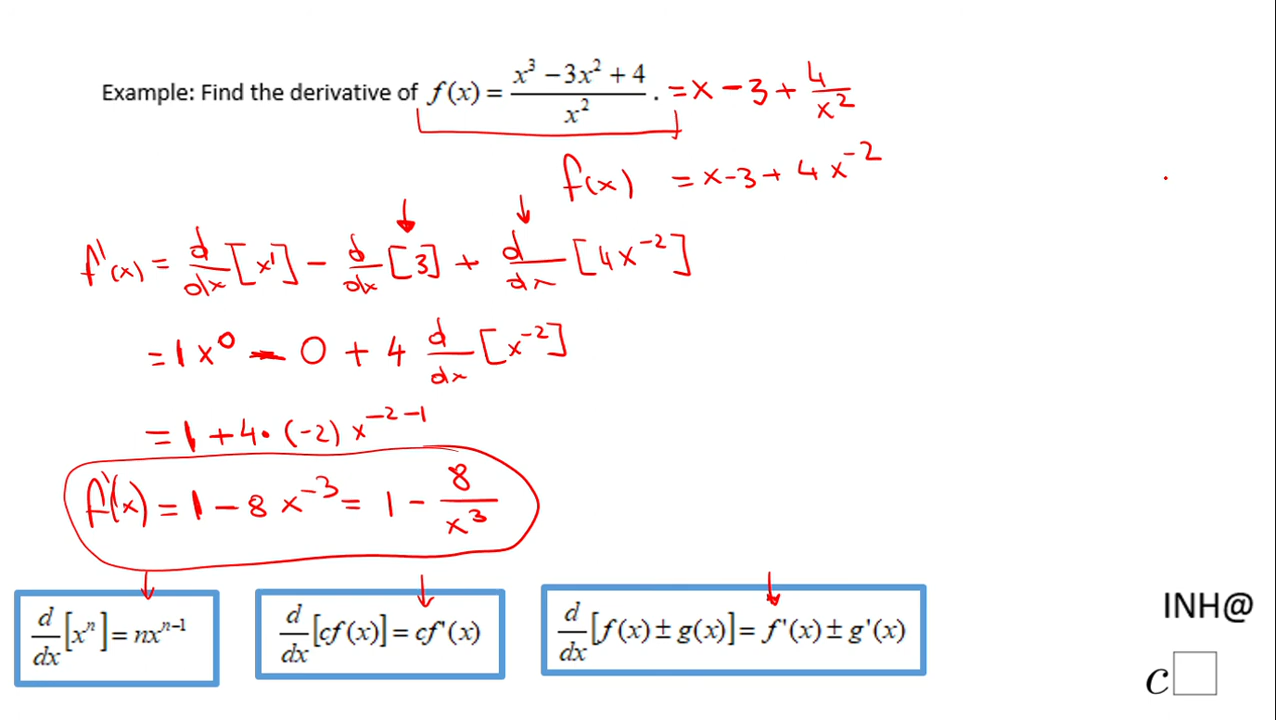 Example: Find the derivative of f(x) = (x³ − 3x² + 4)/x² . = x − 3 + 4/x²
f(x) = x − 3 + 4x⁻²
f'(x) = d/dx [x¹] − d/dx [3] + d/dx [4x⁻²]
= 1x⁰ − 0 + 4 d/dx [x⁻²]
= 1 + 4 · (−2) x⁻²⁻¹
f'(x) = 1 − 8x⁻³ = 1 − 8/x³
d/dx [xⁿ] = nxⁿ⁻¹
d/dx [cf(x)] = cf'(x)
d/dx [f(x) ± g(x)] = f'(x) ± g'(x)
INH@
c□